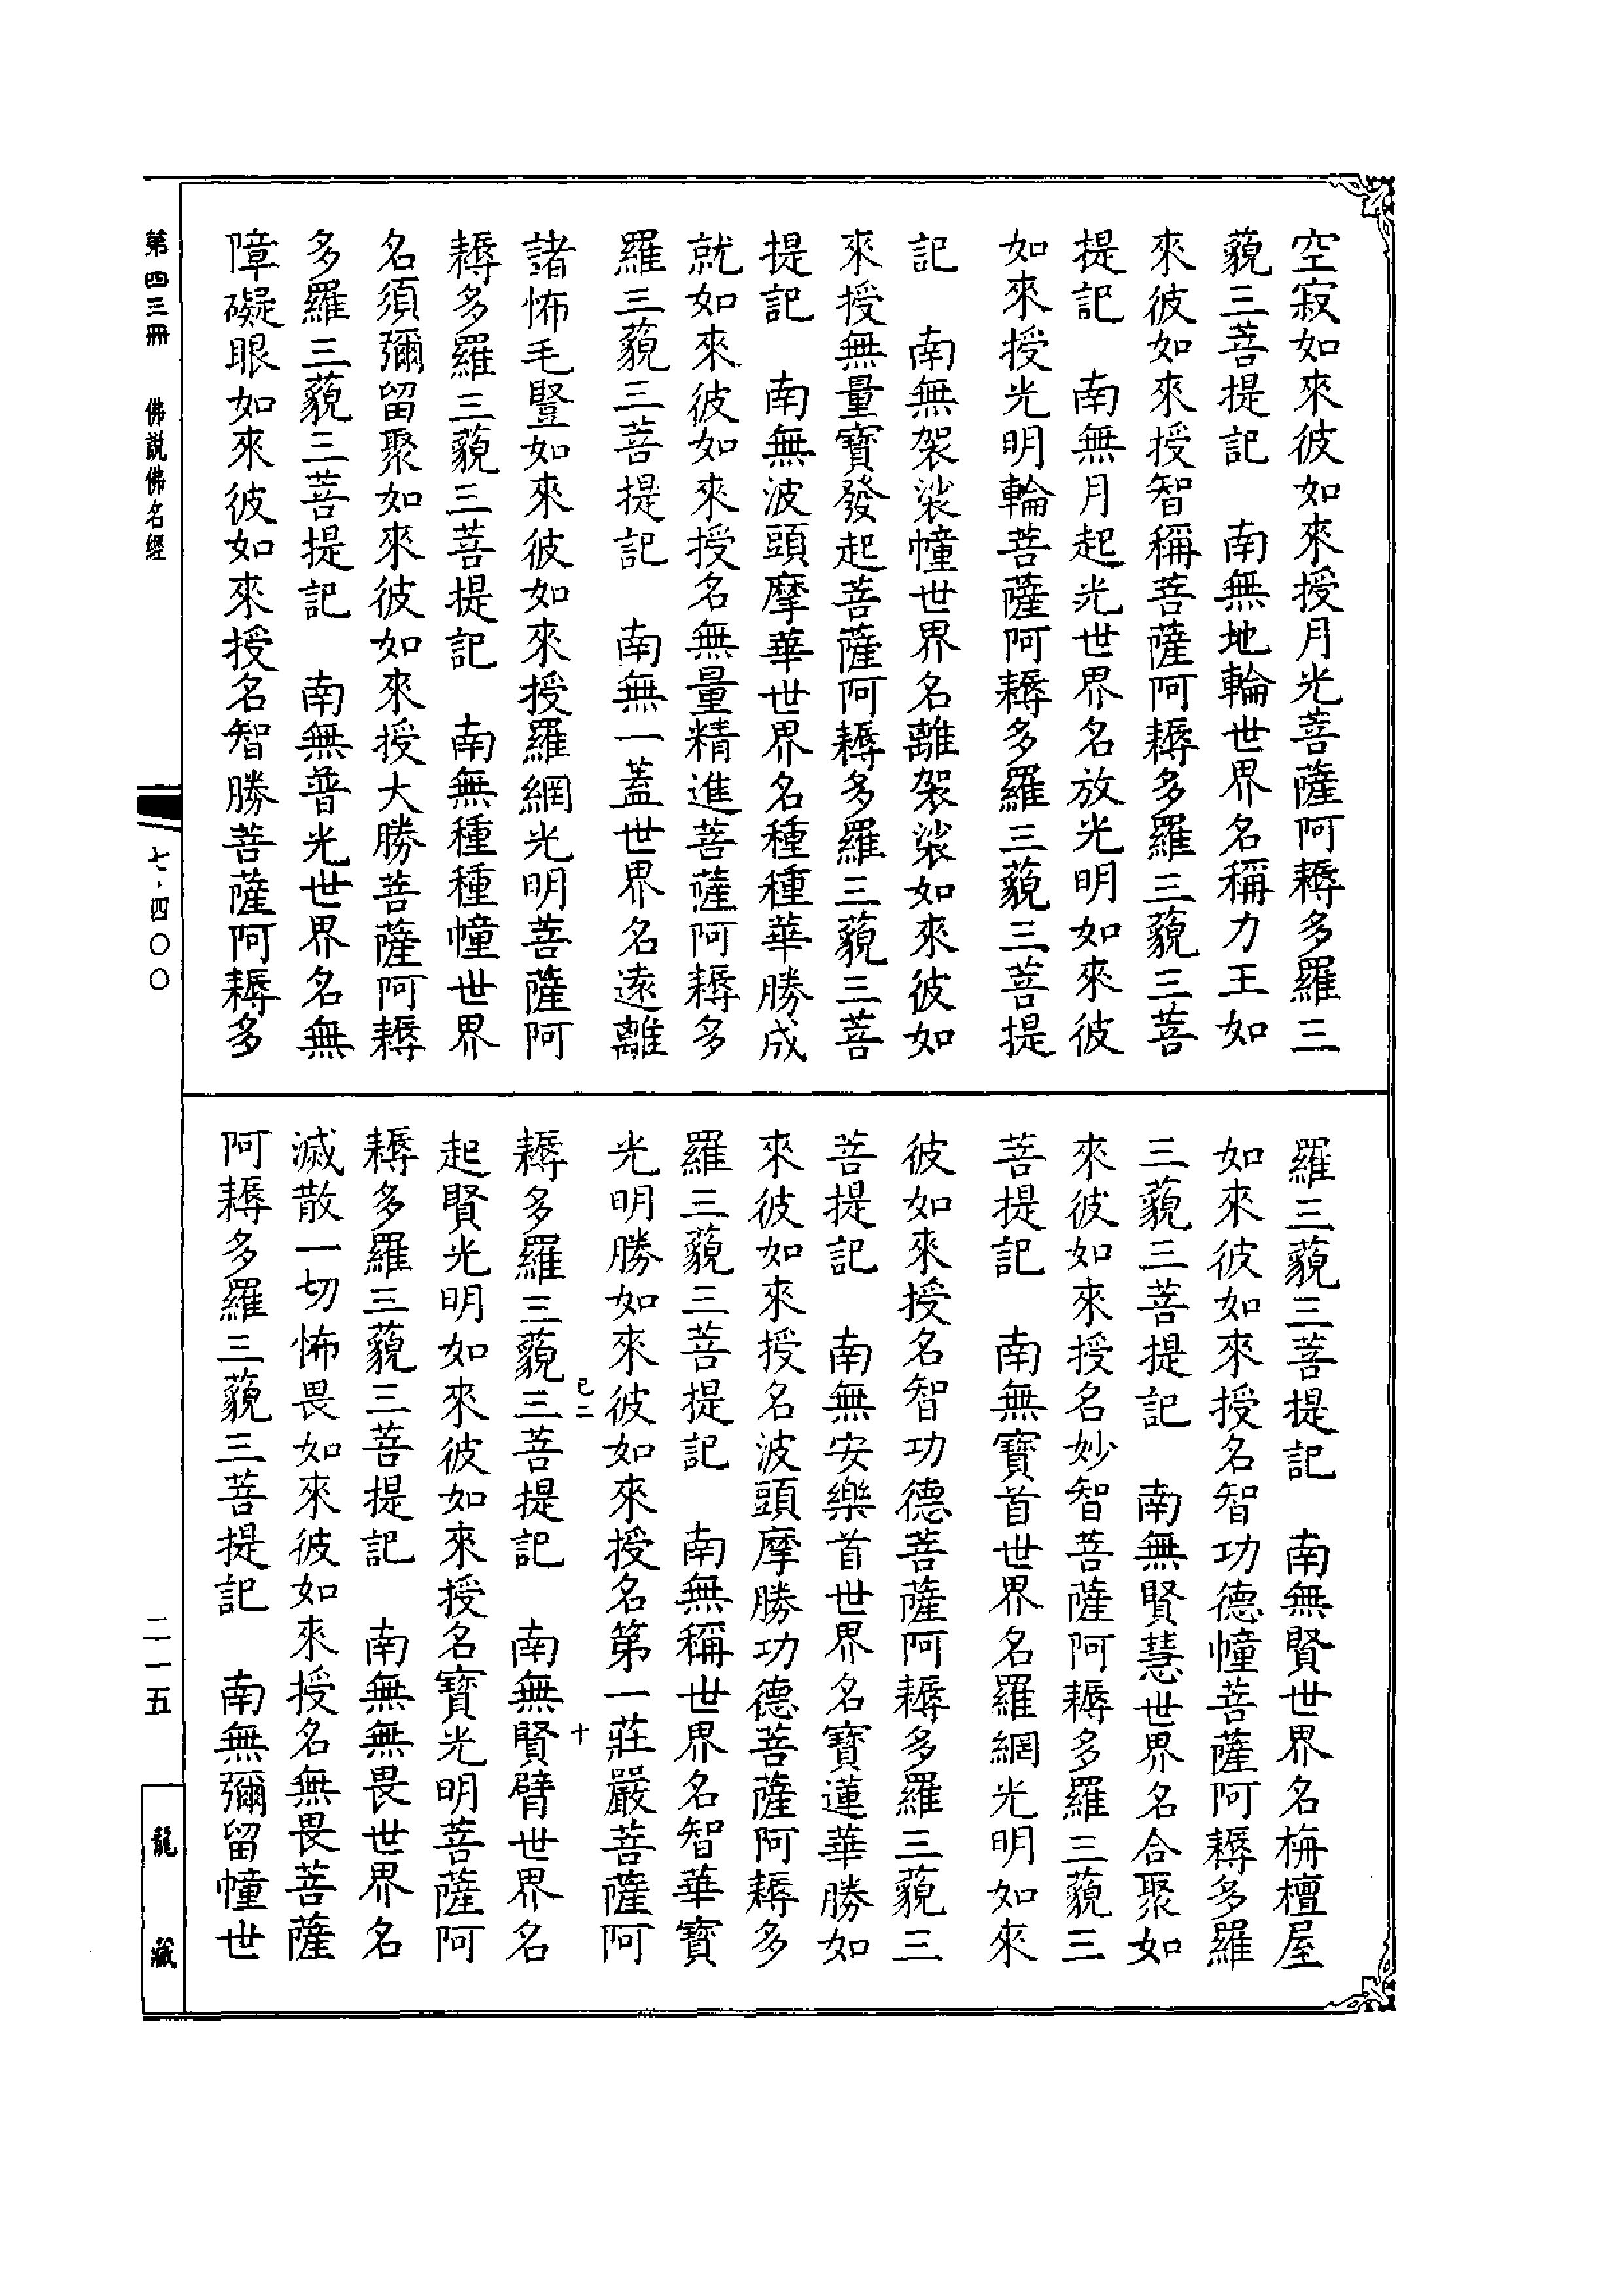 空寂如來彼如來授月光菩薩阿耨多羅三
藐三菩提記　南無地輪世界名稱力王如
來彼如來授智稱菩薩阿耨多羅三藐三菩
提記　南無月起光世界名放光明如來彼
如來授光明輪菩薩阿耨多羅三藐三菩提
記　南無袈裟幢世界名離袈裟如來彼如
來授無量寶發起菩薩阿耨多羅三藐三菩
提記　南無波頭摩華世界名種種華勝成
就如來彼如來授名無量精進菩薩阿耨多
羅三藐三菩提記　南無一蓋世界名遠離
諸怖毛豎如來彼如來授羅網光明菩薩阿
耨多羅三藐三菩提記　南無種種幢世界
名須彌留聚如來彼如來授大勝菩薩阿耨
多羅三藐三菩提記　南無普光世界名無
障礙眼如來彼如來授名智勝菩薩阿耨多
羅三藐三菩提記　南無賢世界名栴檀屋
如來彼如來授名智功德幢菩薩阿耨多羅
三藐三菩提記　南無賢慧世界名合聚如
來彼如來授名妙智菩薩阿耨多羅三藐三
菩提記　南無寶首世界名羅網光明如來
彼如來授名智功德菩薩阿耨多羅三藐三
菩提記　南無安樂首世界名寶蓮華勝如
來彼如來授名波頭摩勝功德菩薩阿耨多
羅三藐三菩提記　南無稱世界名智華寶
光明勝如來彼如來授名第一莊嚴菩薩阿
己二　十
耨多羅三藐三菩提記　南無賢臂世界名
起賢光明如來彼如來授名寶光明菩薩阿
耨多羅三藐三菩提記　南無無畏世界名
滅散一切怖畏如來彼如來授名無畏菩薩
阿耨多羅三藐三菩提記　南無彌留幢世
第四三冊　佛說佛名經
七·四〇〇
二一五
龍藏